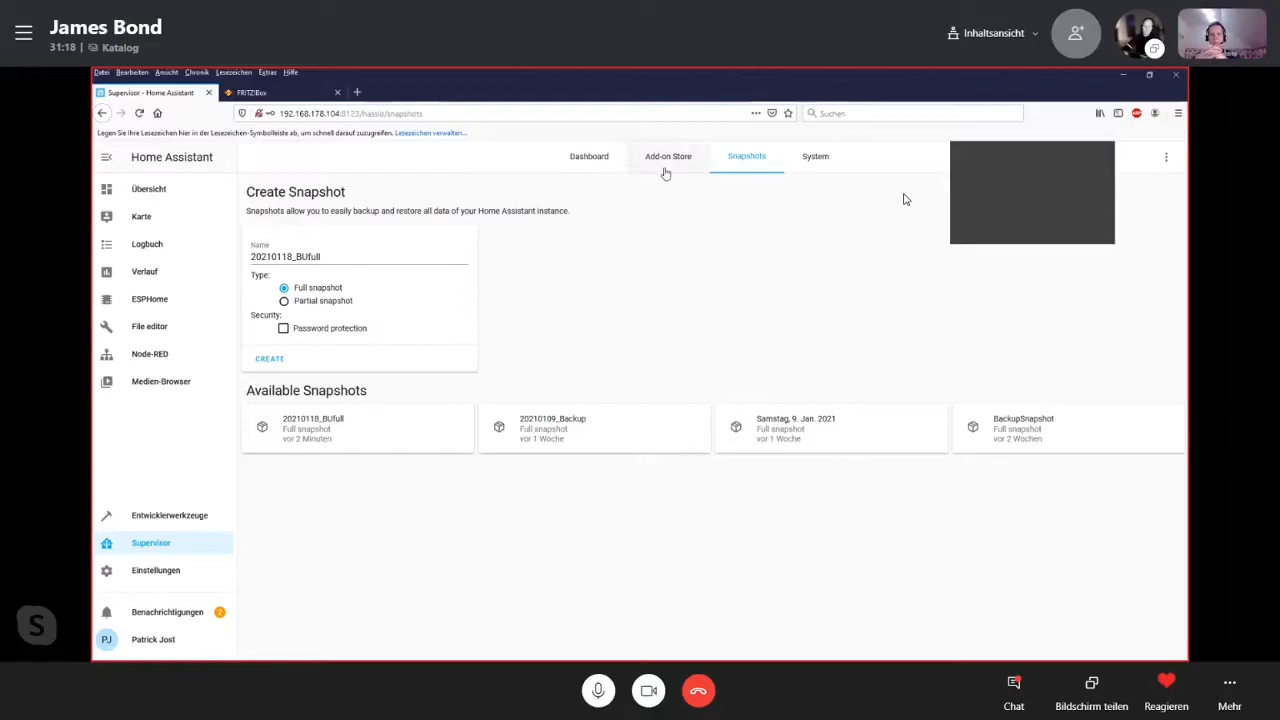 James Bond
31:18 | Katalog
Inhaltsansicht
Datei Bearbeiten Ansicht Chronik Lesezeichen Extras Hilfe
Supervisor - Home Assistant
FRITZ!Box
192.168.178.104:8123/hassio/snapshots
Suchen
Legen Sie Ihre Lesezeichen hier in der Lesezeichen-Symbolleiste ab, um schnell darauf zuzugreifen. Lesezeichen verwalten...
Home Assistant
Dashboard
Add-on Store
Snapshots
System
Übersicht
Karte
Logbuch
Verlauf
ESPHome
File editor
Node-RED
Medien-Browser
Entwicklerwerkzeuge
Supervisor
Einstellungen
Benachrichtigungen 2
PJ Patrick Jost
Create Snapshot
Snapshots allow you to easily backup and restore all data of your Home Assistant instance.
Name
20210118_BUfull
Type:
Full snapshot
Partial snapshot
Security:
Password protection
CREATE
Available Snapshots
20210118_BUfull
Full snapshot
vor 2 Minuten
20210109_Backup
Full snapshot
vor 1 Woche
Samstag, 9. Jan. 2021
Full snapshot
vor 1 Woche
BackupSnapshot
Full snapshot
vor 2 Wochen
S
Chat
Bildschirm teilen
Reagieren
Mehr